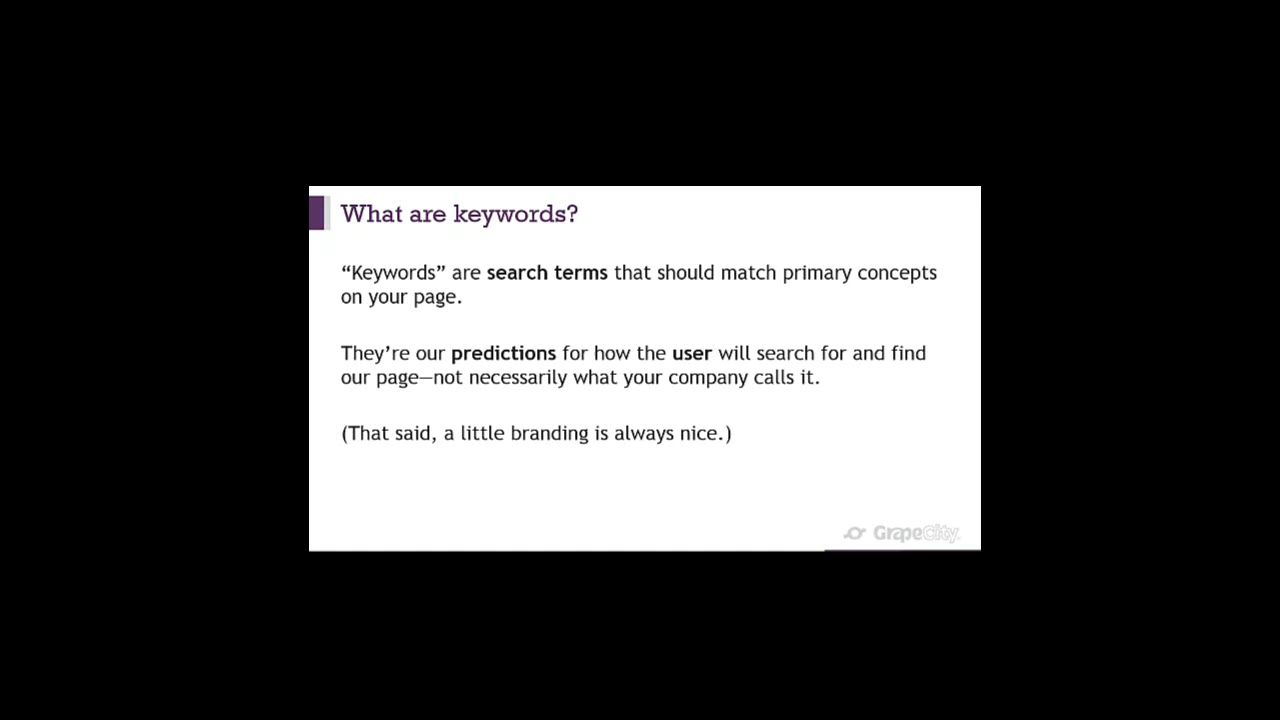 What are keywords?
“Keywords” are search terms that should match primary concepts
on your page.
They’re our predictions for how the user will search for and find
our page—not necessarily what your company calls it.
(That said, a little branding is always nice.)
GrapeCity